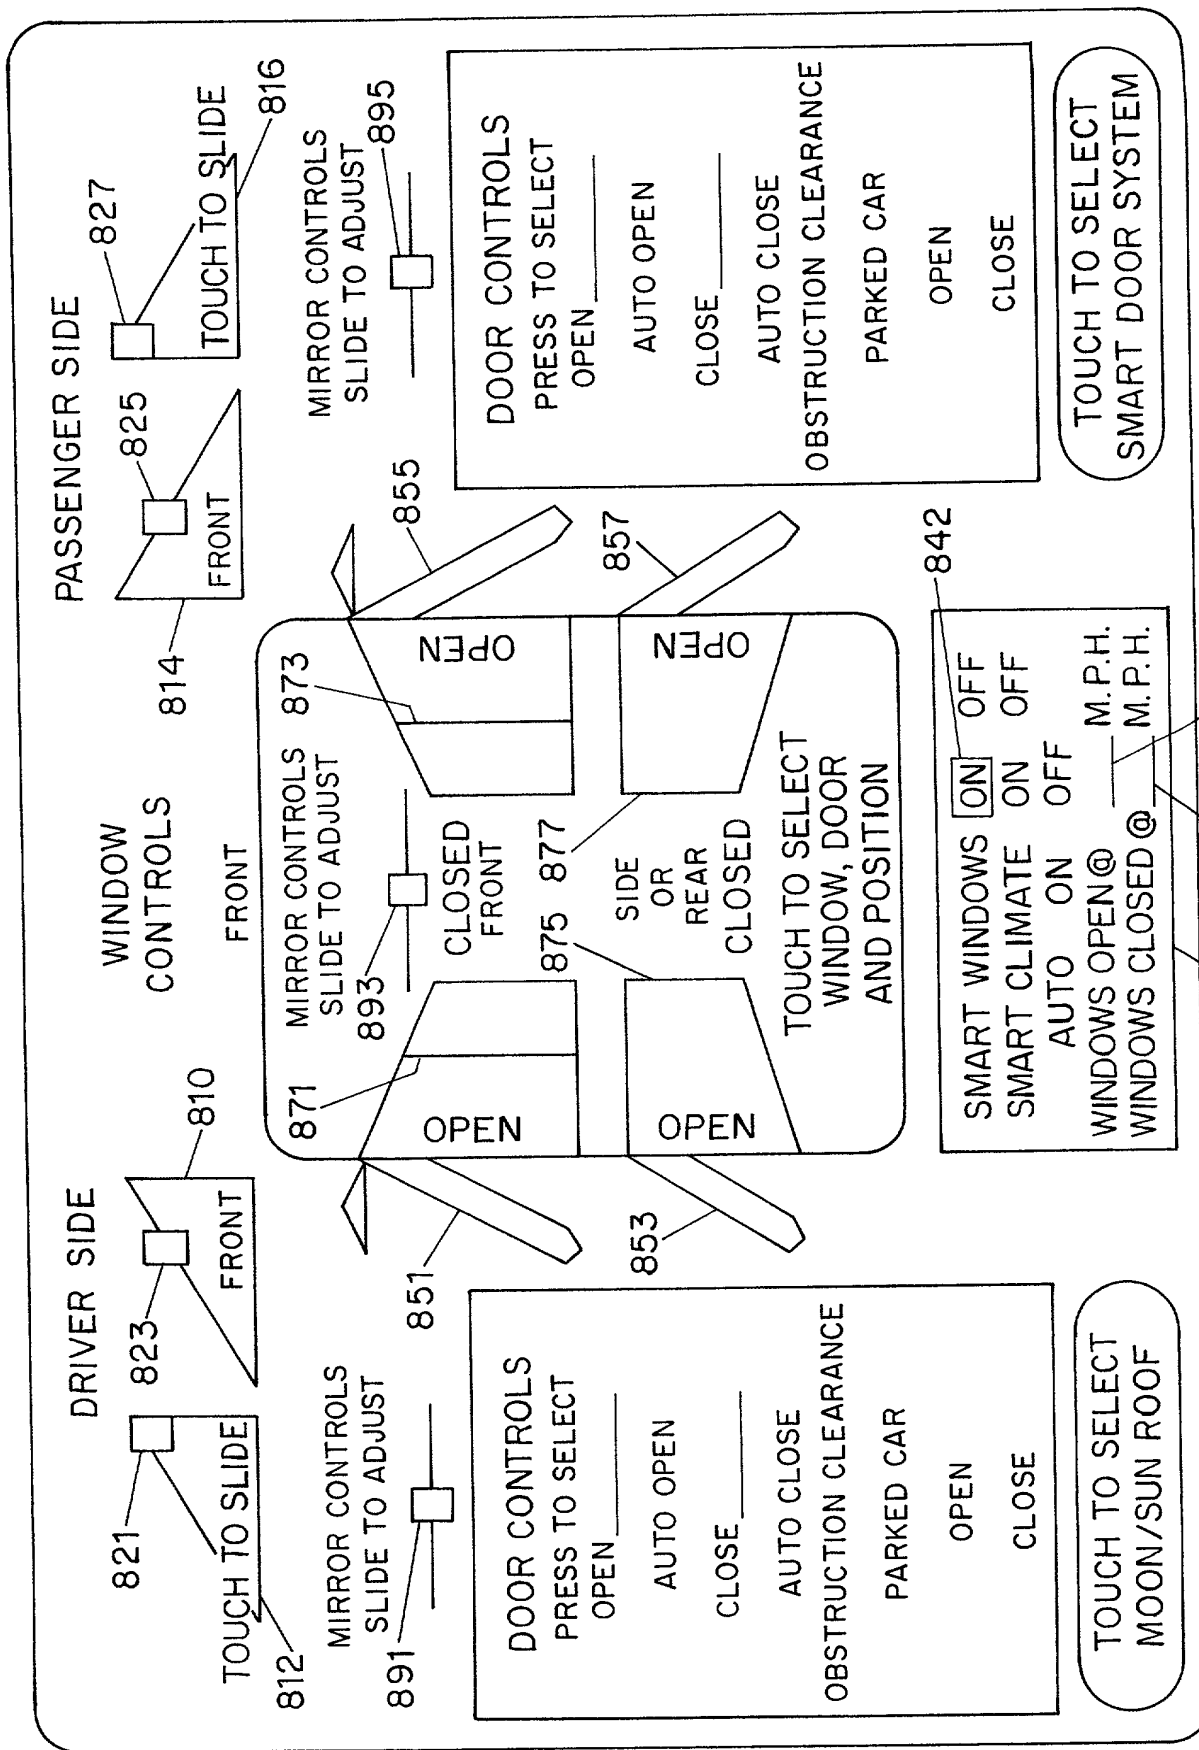 WINDOW
CONTROLS
DRIVER SIDE
PASSENGER SIDE
821
823
810
814
825
827
816
TOUCH TO SLIDE
FRONT
FRONT
FRONT
TOUCH TO SLIDE
812
MIRROR CONTROLS
SLIDE TO ADJUST
891
851
871
MIRROR CONTROLS
SLIDE TO ADJUST
893
873
855
MIRROR CONTROLS
SLIDE TO ADJUST
895
OPEN
CLOSED
FRONT
OPEN
875
877
853
857
OPEN
SIDE
OR
REAR
CLOSED
OPEN
TOUCH TO SELECT
WINDOW, DOOR
AND POSITION
DOOR CONTROLS
PRESS TO SELECT
OPEN
AUTO OPEN
CLOSE
AUTO CLOSE
OBSTRUCTION CLEARANCE
PARKED CAR
OPEN
CLOSE
DOOR CONTROLS
PRESS TO SELECT
OPEN
AUTO OPEN
CLOSE
AUTO CLOSE
OBSTRUCTION CLEARANCE
PARKED CAR
OPEN
CLOSE
842
SMART WINDOWS ON OFF
SMART CLIMATE ON OFF
AUTO ON OFF
WINDOWS OPEN@ M.P.H.
WINDOWS CLOSED@ M.P.H.
TOUCH TO SELECT
MOON/SUN ROOF
TOUCH TO SELECT
SMART DOOR SYSTEM